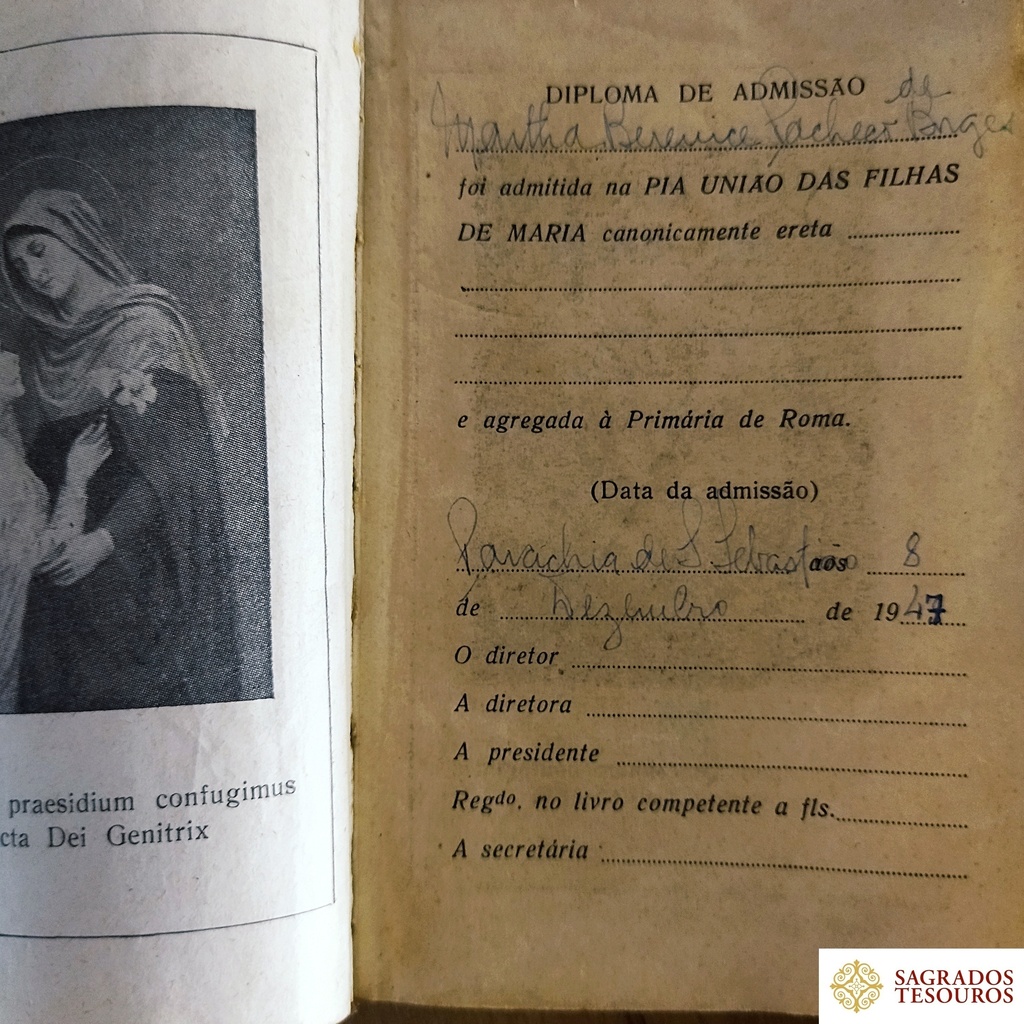 praesidium confugimus
cta Dei Genitrix
DIPLOMA DE ADMISSÃO de
Martha Berenice Pacheco Borges
foi admitida na PIA UNIÃO DAS FILHAS
DE MARIA canonicamente ereta
e agregada à Primária de Roma.
(Data da admissão)
Parachia de S. Sebastião aos 8
de Dezembro de 1947
O diretor
A diretora
A presidente
Regdo. no livro competente a fls.
A secretária
SAGRADOS
TESOUROS